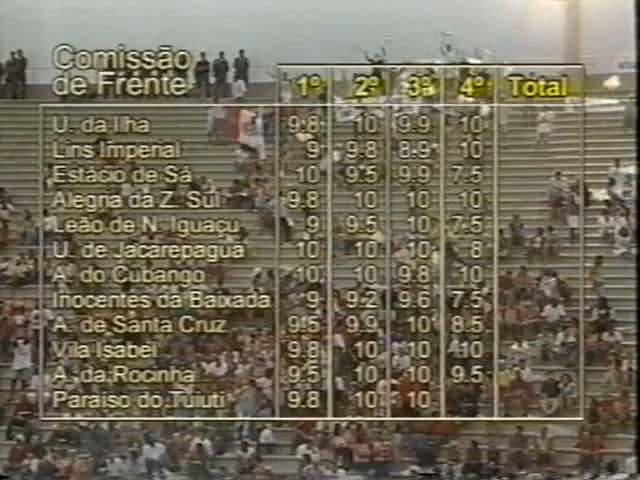 Comissão
de Frente 1º 2º 3º 4º Total
U. da Ilha 9.8 10 9.9 10
Lins Imperial 9 9.8 8.9 10
Estácio de Sá 10 9.5 9.9 7.5
Alegria da Z. Sul 9.8 10 10 10
Leão de N. Iguaçu 9 9.5 10 7.5
U. de Jacarepagua 10 10 10 8
A. do Cubango 10 10 9.8 10
Inocentes da Baixada 9 9.2 9.6 7.5
A. de Santa Cruz 9.5 9.9 10 8.5
Vila Isabel 9.8 10 10 10
A. da Rocinha 9.5 10 10 9.5
Paraíso do Tuiuti 9.8 10 10